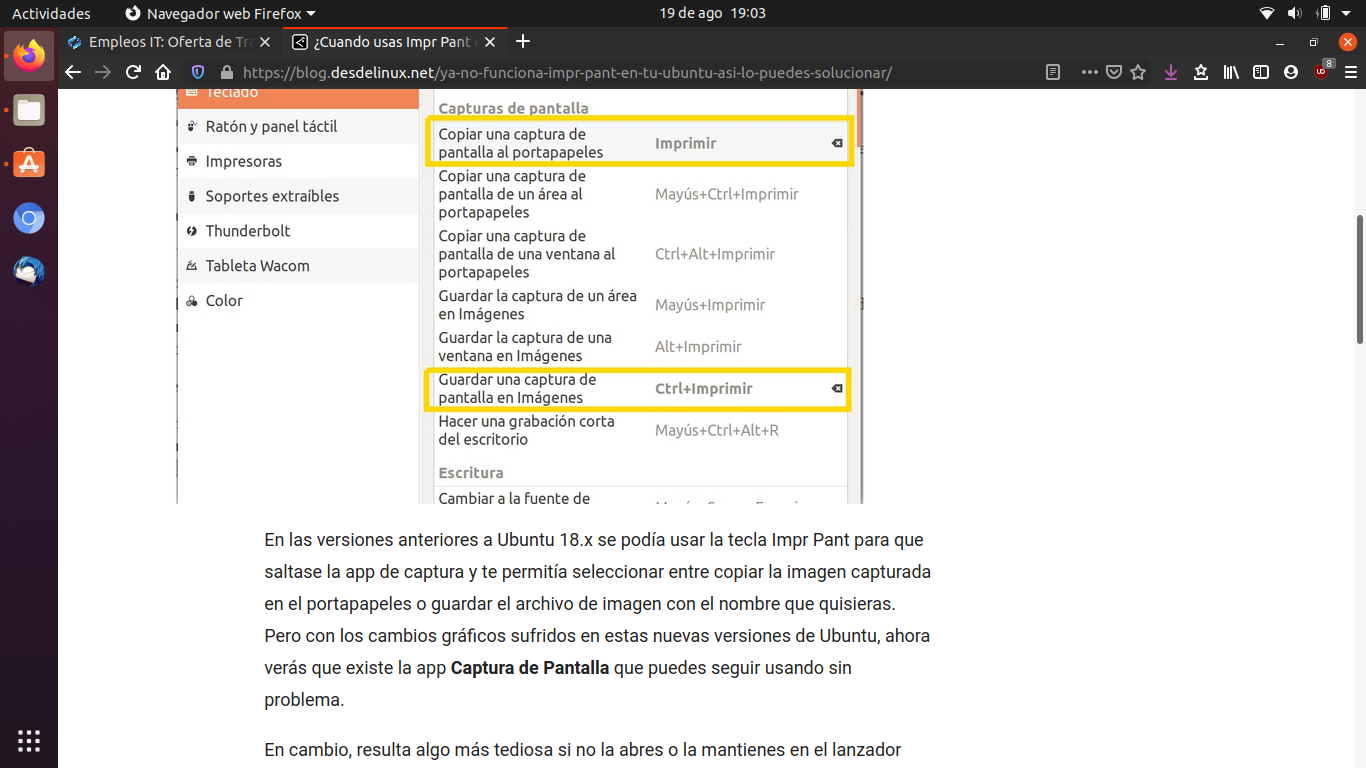 Actividades
Navegador web Firefox
19 de ago 19:03
Empleos IT: Oferta de Tra
¿Cuando usas Impr Pant
https://blog.desdelinux.net/ya-no-funciona-impr-pant-en-tu-ubuntu-asi-lo-puedes-solucionar/
8
Teclado
Ratón y panel táctil
Impresoras
Soportes extraíbles
Thunderbolt
Tableta Wacom
Color
Capturas de pantalla
Copiar una captura de
pantalla al portapapeles
Imprimir
Copiar una captura de
pantalla de un área al
portapapeles
Mayús+Ctrl+Imprimir
Copiar una captura de
pantalla de una ventana al
portapapeles
Ctrl+Alt+Imprimir
Guardar la captura de un área
en Imágenes
Mayús+Imprimir
Guardar la captura de una
ventana en Imágenes
Alt+Imprimir
Guardar una captura de
pantalla en Imágenes
Ctrl+Imprimir
Hacer una grabación corta
del escritorio
Mayús+Ctrl+Alt+R
Escritura
Cambiar a la fuente de
En las versiones anteriores a Ubuntu 18.x se podía usar la tecla Impr Pant para que
saltase la app de captura y te permitía seleccionar entre copiar la imagen capturada
en el portapapeles o guardar el archivo de imagen con el nombre que quisieras.
Pero con los cambios gráficos sufridos en estas nuevas versiones de Ubuntu, ahora
verás que existe la app Captura de Pantalla que puedes seguir usando sin
problema.
En cambio, resulta algo más tediosa si no la abres o la mantienes en el lanzador